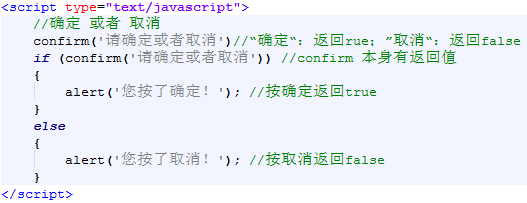 <script type="text/javascript">
//确定 或者 取消
confirm('请确定或者取消')//“确定“：返回rue；”取消“：返回false
if (confirm('请确定或者取消')) //confirm 本身有返回值
{
alert('您按了确定！'); //按确定返回true
}
else
{
alert('您按了取消！'); //按取消返回false
}
</script>